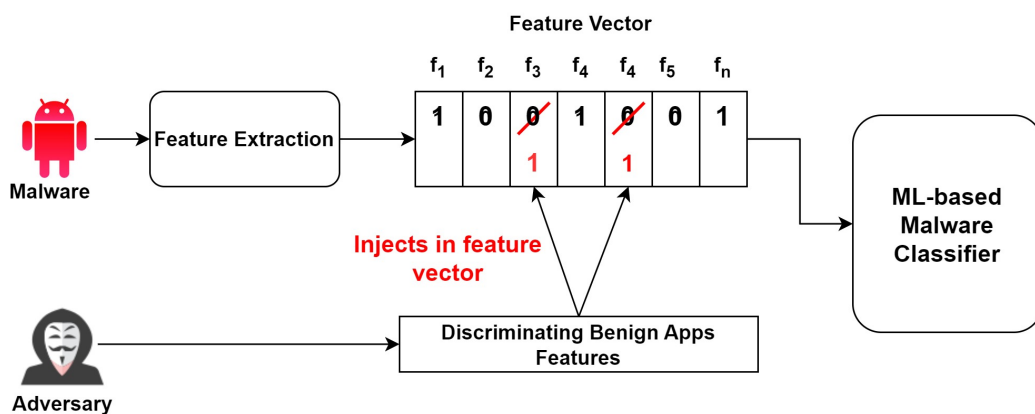 Feature Vector
f1 f2 f3 f4 f4 f5 fn
1 0 0 1 0 0 1
1 1
Feature Extraction
Malware
ML-based
Malware
Classifier
Injects in feature
vector
Discriminating Benign Apps
Features
Adversary